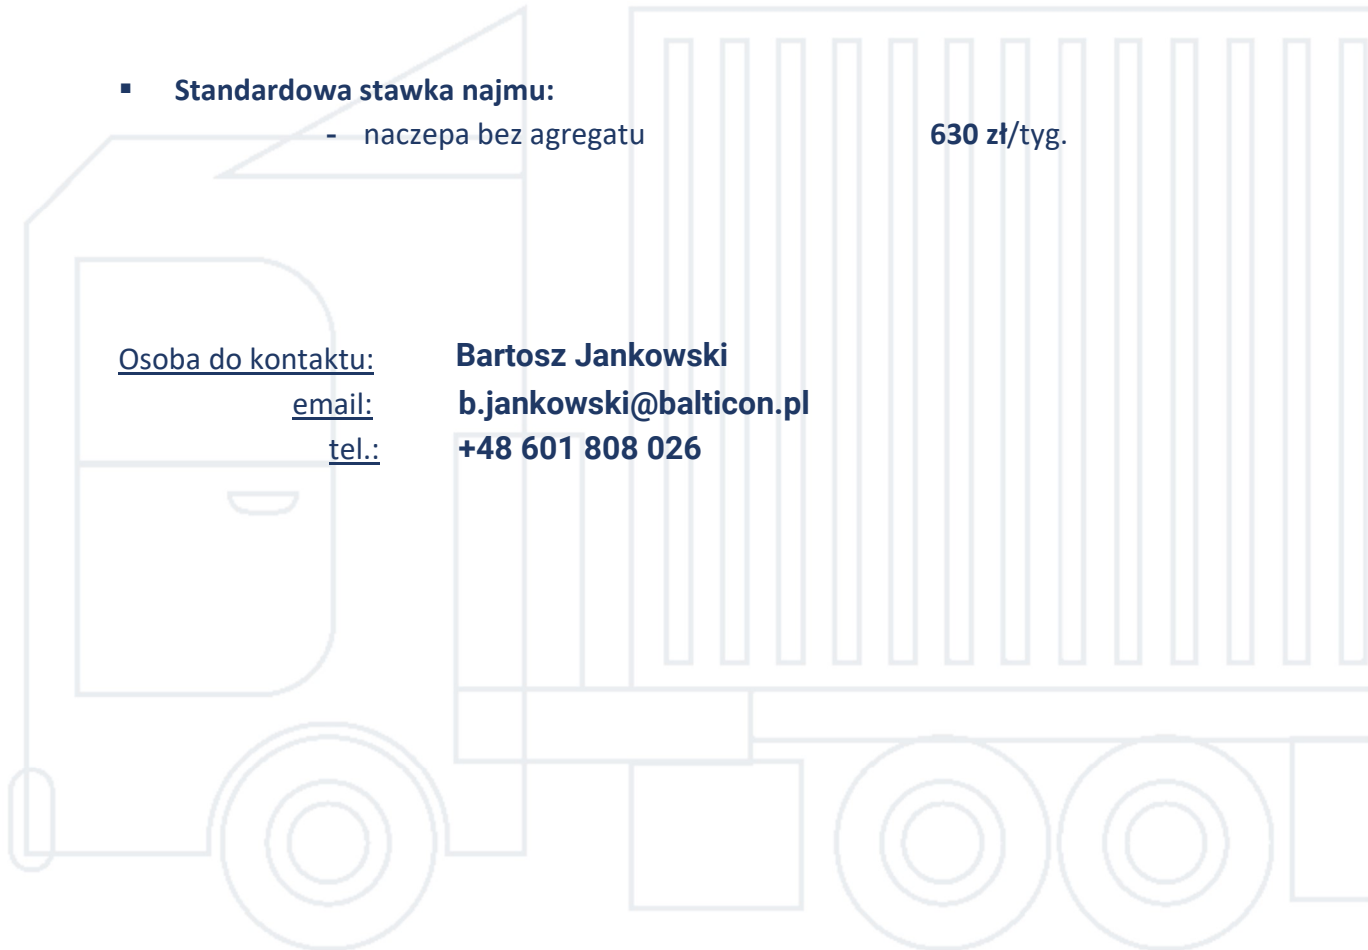 ▪ Standardowa stawka najmu:
- naczepa bez agregatu 630 zł/tyg.
Osoba do kontaktu: Bartosz Jankowski
email: b.jankowski@balticon.pl
tel.: +48 601 808 026